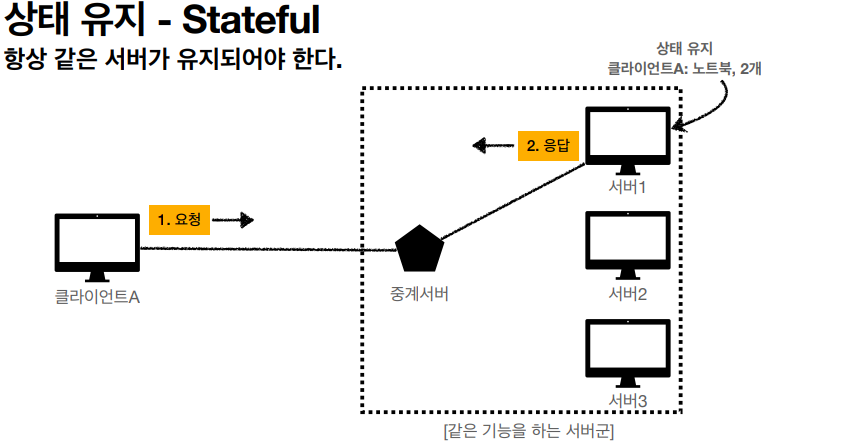 상태 유지 - Stateful
항상 같은 서버가 유지되어야 한다.
상태 유지
클라이언트A: 노트북, 2개
2. 응답
서버1
1. 요청
클라이언트A
중계서버
서버2
서버3
[같은 기능을 하는 서버군]